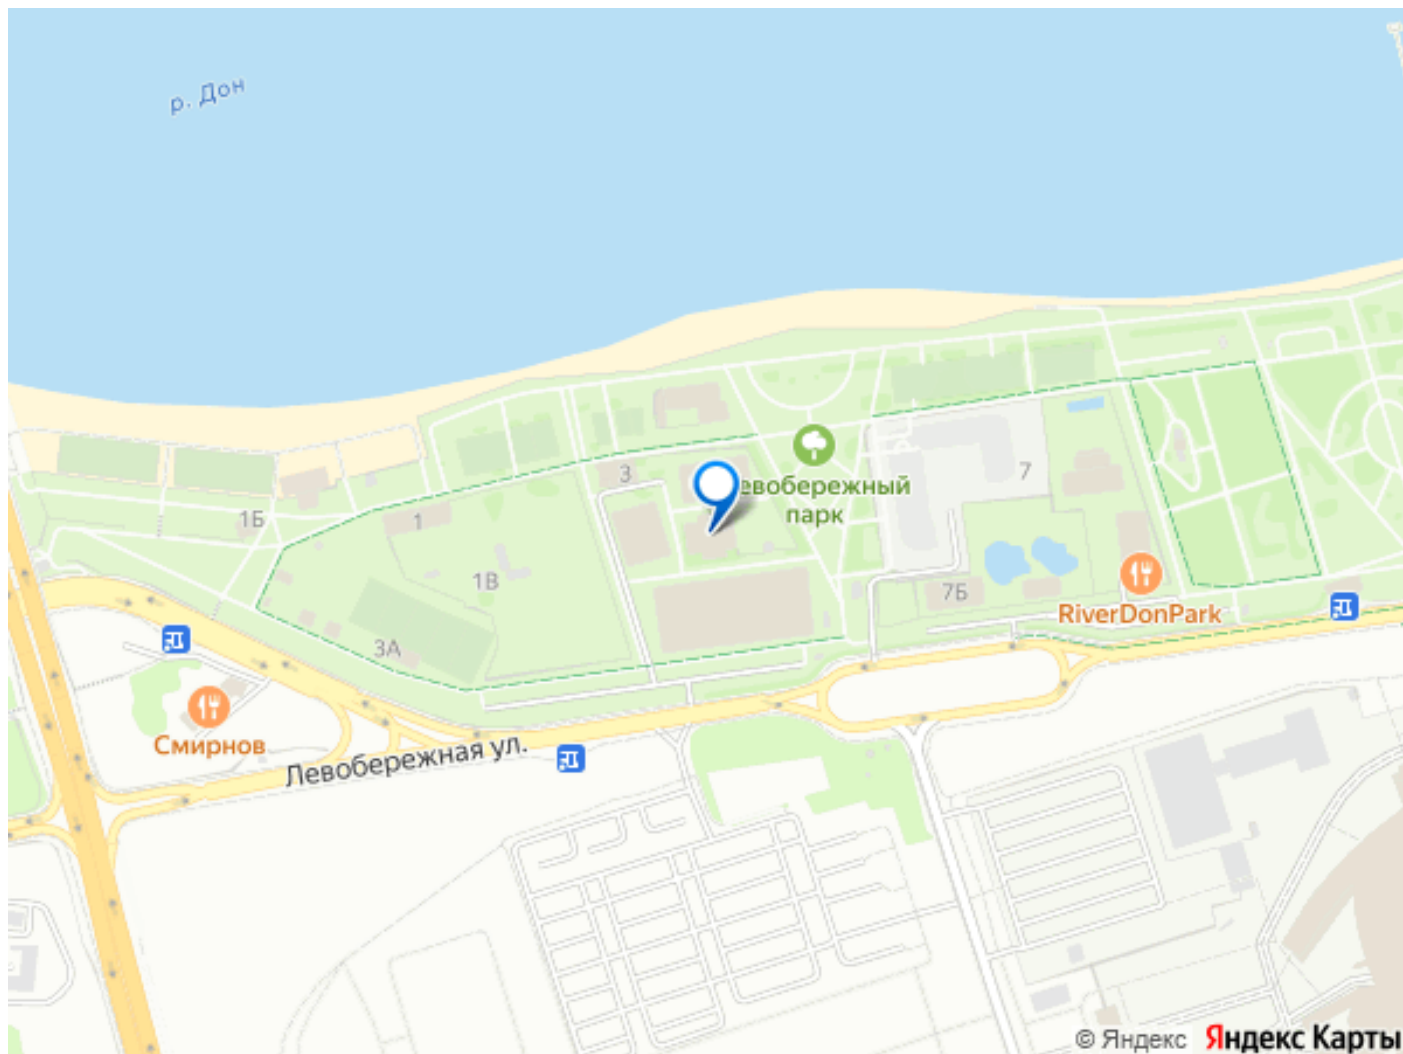 р. Дон
3
7
евобережный
парк
1Б
1
1В
7Б
RiverDonPark
3А
Смирнов
Левобережная ул.
© Яндекс Яндекс Карты